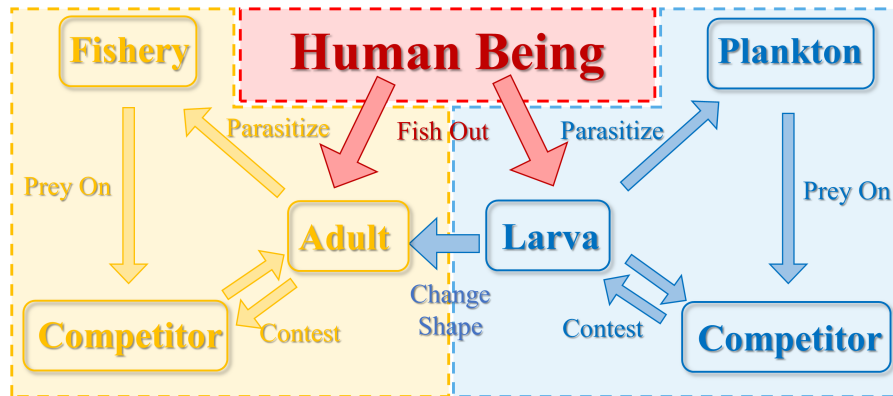 Fishery
Human Being
Plankton
Parasitize
Fish Out
Parasitize
Prey On
Prey On
Adult
Larva
Change
Shape
Competitor
Contest
Contest
Competitor